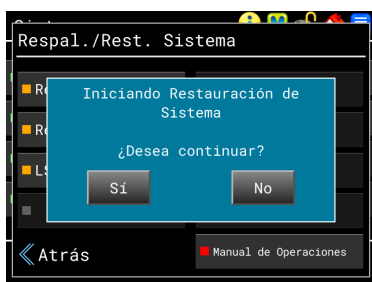 Respal./Rest. Sistema
Iniciando Restauración de
Sistema
¿Desea continuar?
Sí
No
Atrás
Manual de Operaciones